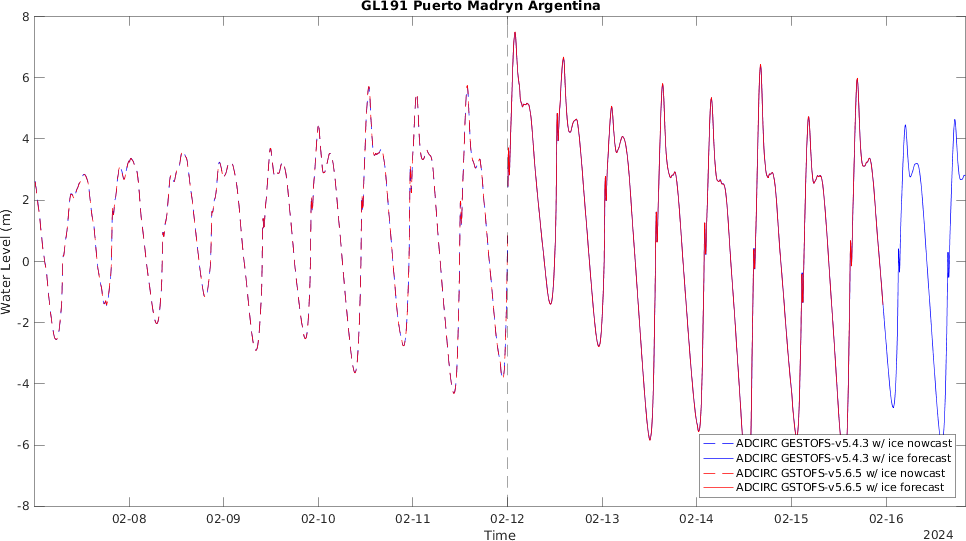 GL191 Puerto Madryn Argentina
8
6
4
2
0
-2
-4
-6
-8
Water Level (m)
02-08 02-09 02-10 02-11 02-12 02-13 02-14 02-15 02-16
Time
2024
ADCIRC GESTOFS-v5.4.3 w/ ice nowcast
ADCIRC GESTOFS-v5.4.3 w/ ice forecast
ADCIRC GSTOFS-v5.6.5 w/ ice nowcast
ADCIRC GSTOFS-v5.6.5 w/ ice forecast